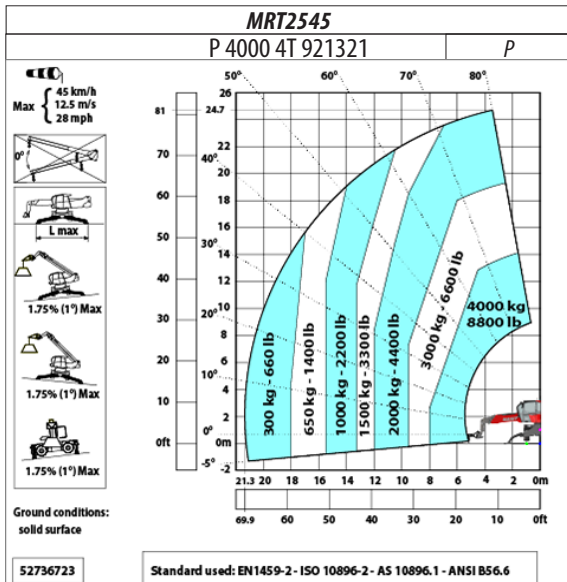 MRT2545
P 4000 4T 921321
P
Max
45 km/h
12.5 m/s
28 mph
0°
L max
1.75% (1°) Max
1.75% (1°) Max
1.75% (1°) Max
Ground conditions:
solid surface
52736723
50° 60° 70° 80°
81 24.7 26
24
70 22
40° 20
60 18
50 16
30° 14
40 12
30 10
20° 8
20 6
10° 4
10 2
0ft 0° 0m
-5° -2
300 kg - 660 lb
650 kg - 1400 lb
1000 kg - 2200 lb
1500 kg - 3300 lb
2000 kg - 4400 lb
3000 kg - 6600 lb
4000 kg
8800 lb
21.3 20 18 16 14 12 10 8 6 4 2 0m
69.9 60 50 40 30 20 10 0ft
Standard used: EN1459-2 - ISO 10896-2 - AS 10896.1 - ANSI B56.6